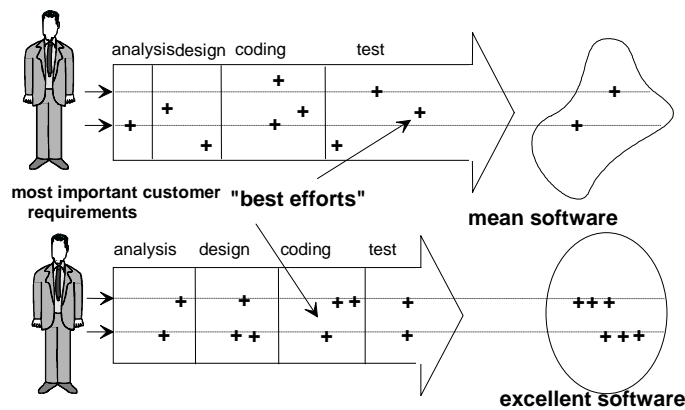 analysis design coding test
most important customer
requirements
"best efforts"
mean software
analysis design coding test
excellent software